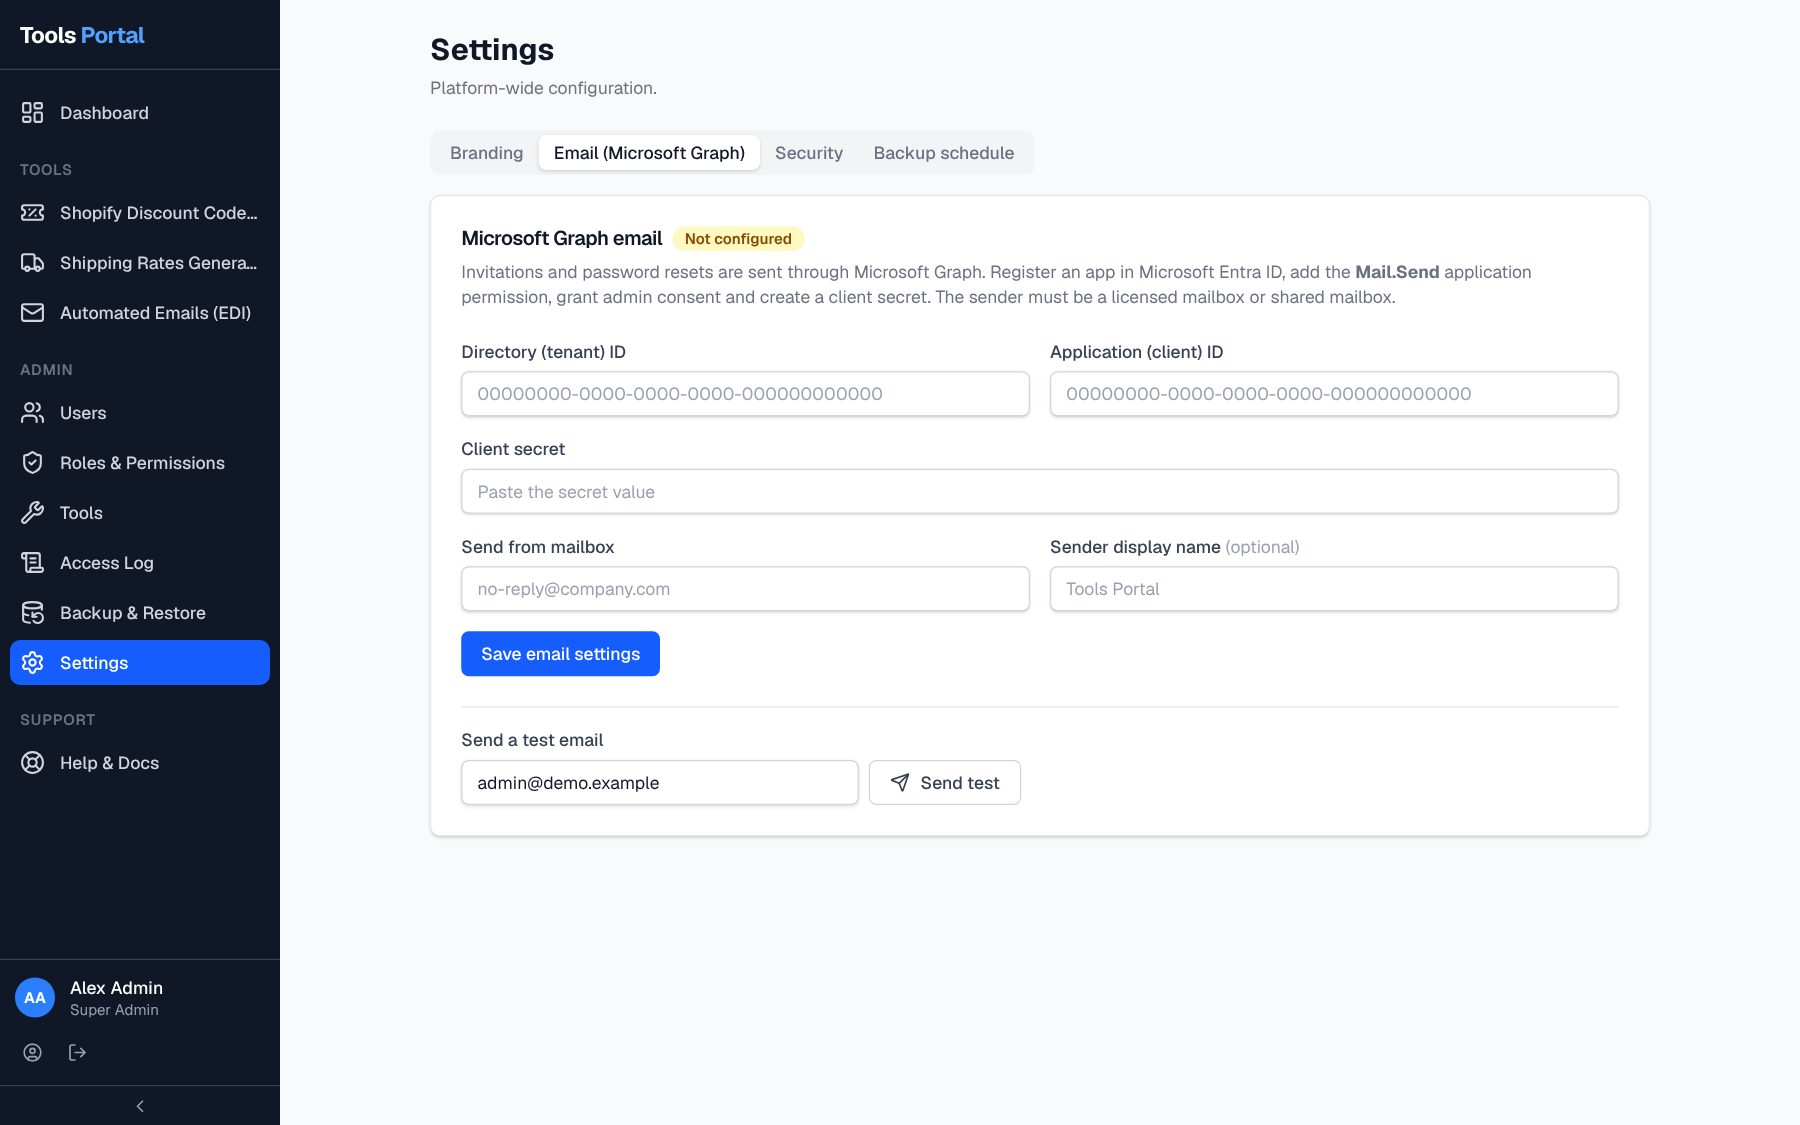 Tools Portal
Dashboard
TOOLS
Shopify Discount Code...
Shipping Rates Genera...
Automated Emails (EDI)
ADMIN
Users
Roles & Permissions
Tools
Access Log
Backup & Restore
Settings
SUPPORT
Help & Docs
AA
Alex Admin
Super Admin
Settings
Platform-wide configuration.
Branding
Email (Microsoft Graph)
Security
Backup schedule
Microsoft Graph email
Not configured
Invitations and password resets are sent through Microsoft Graph. Register an app in Microsoft Entra ID, add the Mail.Send application
permission, grant admin consent and create a client secret. The sender must be a licensed mailbox or shared mailbox.
Directory (tenant) ID
00000000-0000-0000-0000-000000000000
Application (client) ID
00000000-0000-0000-0000-000000000000
Client secret
Paste the secret value
Send from mailbox
no-reply@company.com
Sender display name (optional)
Tools Portal
Save email settings
Send a test email
admin@demo.example
Send test